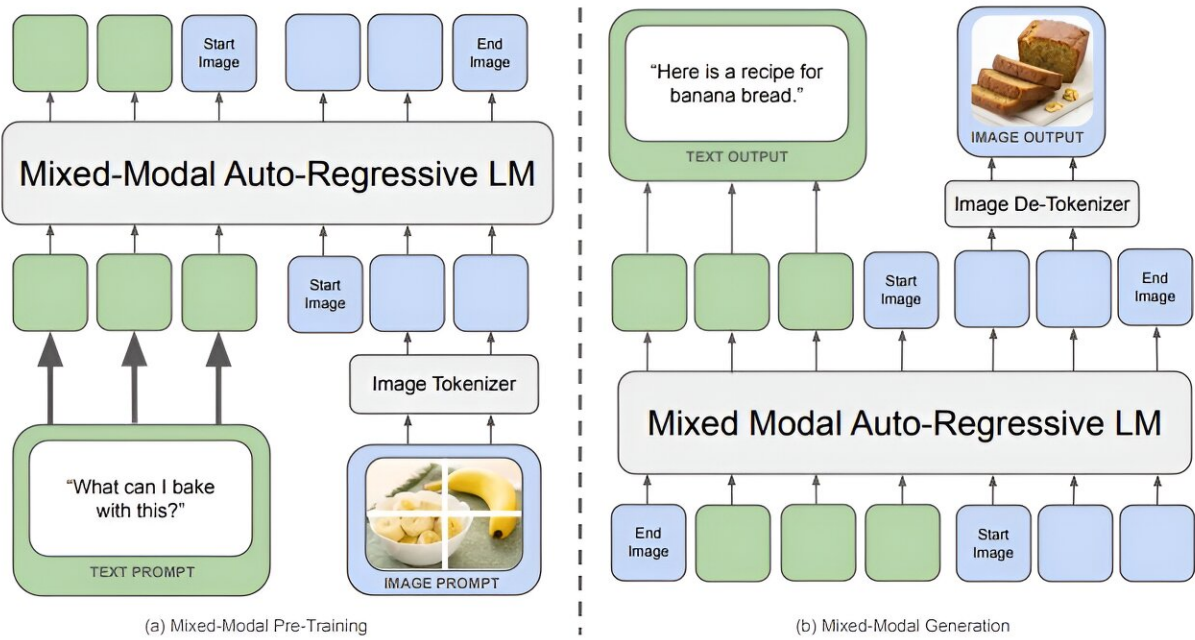 Start
Image
End
Image
Mixed-Modal Auto-Regressive LM
Start
Image
Image Tokenizer
“What can I bake
with this?”
TEXT PROMPT
IMAGE PROMPT
(a) Mixed-Modal Pre-Training
“Here is a recipe for
banana bread.”
TEXT OUTPUT
IMAGE OUTPUT
Image De-Tokenizer
Start
Image
End
Image
Mixed Modal Auto-Regressive LM
End
Image
Start
Image
(b) Mixed-Modal Generation